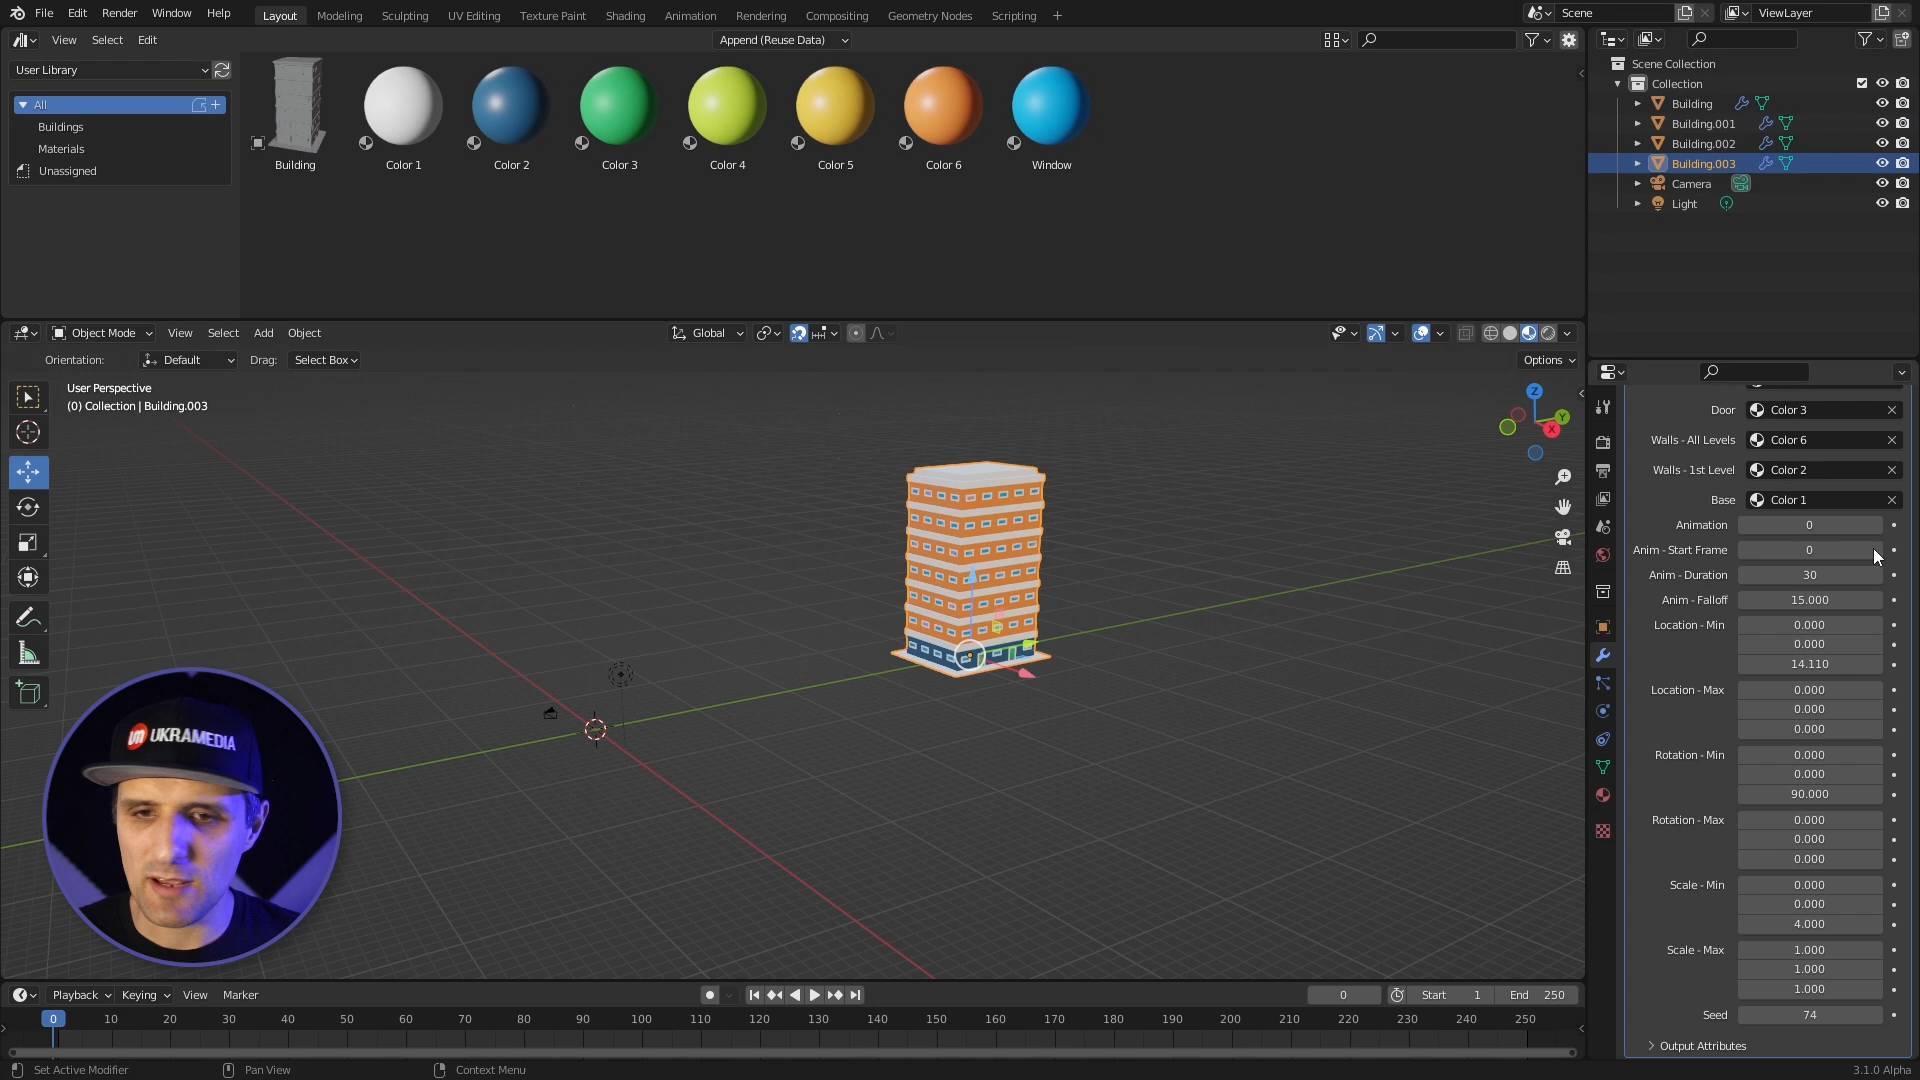 File Edit Render Window Help Layout Modeling Sculpting UV Editing Texture Paint Shading Animation Rendering Compositing Geometry Nodes Scripting + Scene ViewLayer
View Select Edit Append (Reuse Data)
User Library
All
Buildings
Materials
Unassigned
Building Color 1 Color 2 Color 3 Color 4 Color 5 Color 6 Window
Scene Collection
Collection
Building
Building.001
Building.002
Building.003
Camera
Light
Object Mode View Select Add Object Global
Orientation: Default Drag: Select Box Options
User Perspective
(0) Collection | Building.003
Z
Y
X
Door Color 3
Walls - All Levels Color 6
Walls - 1st Level Color 2
Base Color 1
Animation 0
Anim - Start Frame 0
Anim - Duration 30
Anim - Falloff 15.000
Location - Min 0.000
0.000
14.110
Location - Max 0.000
0.000
0.000
Rotation - Min 0.000
0.000
90.000
Rotation - Max 0.000
0.000
0.000
Scale - Min 0.000
0.000
4.000
Scale - Max 1.000
1.000
1.000
Seed 74
Output Attributes
UKRAMEDIA
Playback Keying View Marker 0 Start 1 End 250
0 10 20 30 40 50 60 70 80 90 100 110 120 130 140 150 160 170 180 190 200 210 220 230 240 250
Set Active Modifier Pan View Context Menu 3.1.0 Alpha